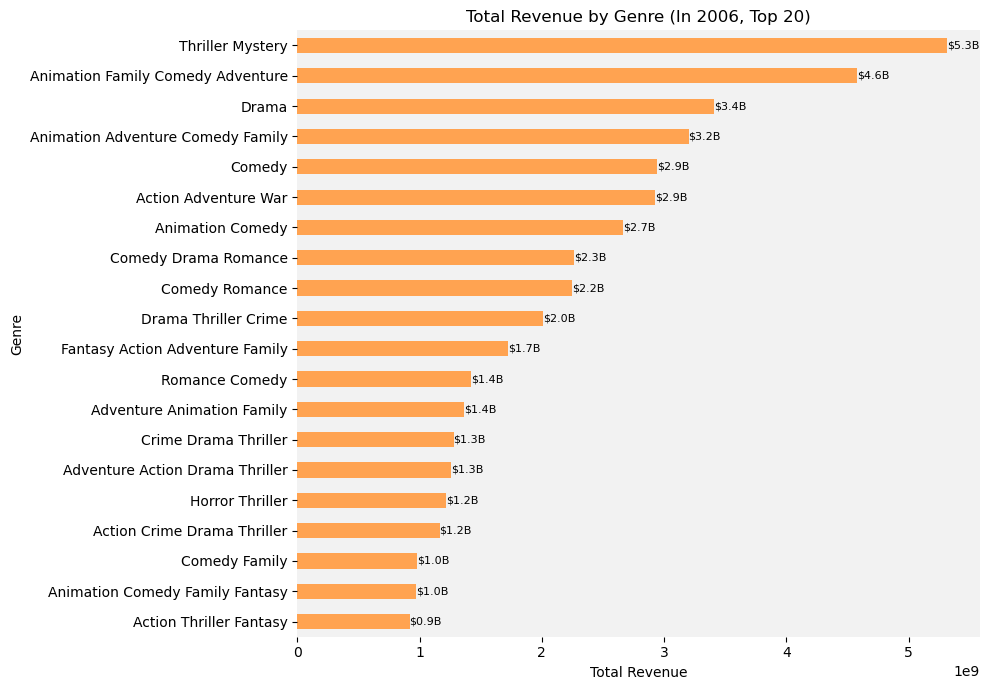 Total Revenue by Genre (In 2006, Top 20)
Genre
Thriller Mystery $5.3B
Animation Family Comedy Adventure $4.6B
Drama $3.4B
Animation Adventure Comedy Family $3.2B
Comedy $2.9B
Action Adventure War $2.9B
Animation Comedy $2.7B
Comedy Drama Romance $2.3B
Comedy Romance $2.2B
Drama Thriller Crime $2.0B
Fantasy Action Adventure Family $1.7B
Romance Comedy $1.4B
Adventure Animation Family $1.4B
Crime Drama Thriller $1.3B
Adventure Action Drama Thriller $1.3B
Horror Thriller $1.2B
Action Crime Drama Thriller $1.2B
Comedy Family $1.0B
Animation Comedy Family Fantasy $1.0B
Action Thriller Fantasy $0.9B
0 1 2 3 4 5
Total Revenue
1e9